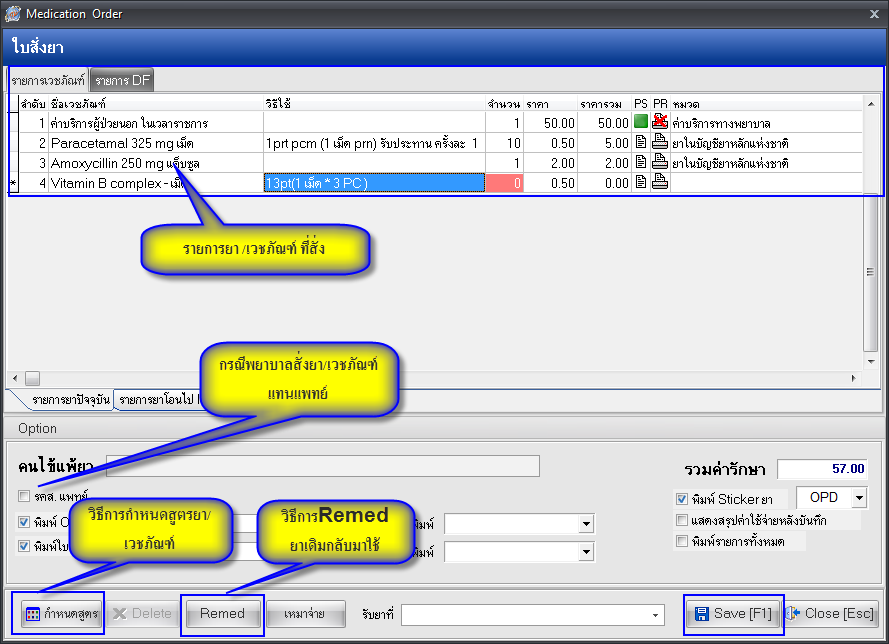 Medication Order
ใบสั่งยา
รายการเวชภัณฑ์ รายการ DF
ลำดับ ชื่อเวชภัณฑ์ วิธีใช้ จำนวน ราคา ราคารวม PS PR หมวด
1 ค่าบริการผู้ป่วยนอก ในเวลาราชการ 1 50.00 50.00 ค่าบริการทางพยาบาล
2 Paracetamal 325 mg เม็ด 1prt pcm (1 เม็ด prn) รับประทาน ครั้งละ 1 10 0.50 5.00 ยาในบัญชียาหลักแห่งชาติ
3 Amoxycillin 250 mg แค็บซูล 1 2.00 2.00 ยาในบัญชียาหลักแห่งชาติ
* 4 Vitamin B complex - เม็ด 13pt(1 เม็ด * 3 PC ) 0 0.50 0.00
รายการยา /เวชภัณฑ์ ที่สั่ง
กรณีพยาบาลสั่งยา/เวชภัณฑ์
แทนแพทย์
รายการยาปัจจุบัน รายการยาโอนไป
Option
คนไข้แพ้ยา
รวมค่ารักษา 57.00
รคส. แพทย์
พิมพ์ Sticker ยา OPD
พิมพ์ พิมพ์
แสดงสรุปค่าใช้จ่ายหลังบันทึก
พิมพ์ใบ พิมพ์
พิมพ์รายการทั้งหมด
วิธีการกำหนดสูตรยา/
เวชภัณฑ์
วิธีการRemed
ยาเดิมกลับมาใช้
กำหนดสูตร Delete Remed เหมาจ่าย รับยาที่ Save [F1] Close [Esc]